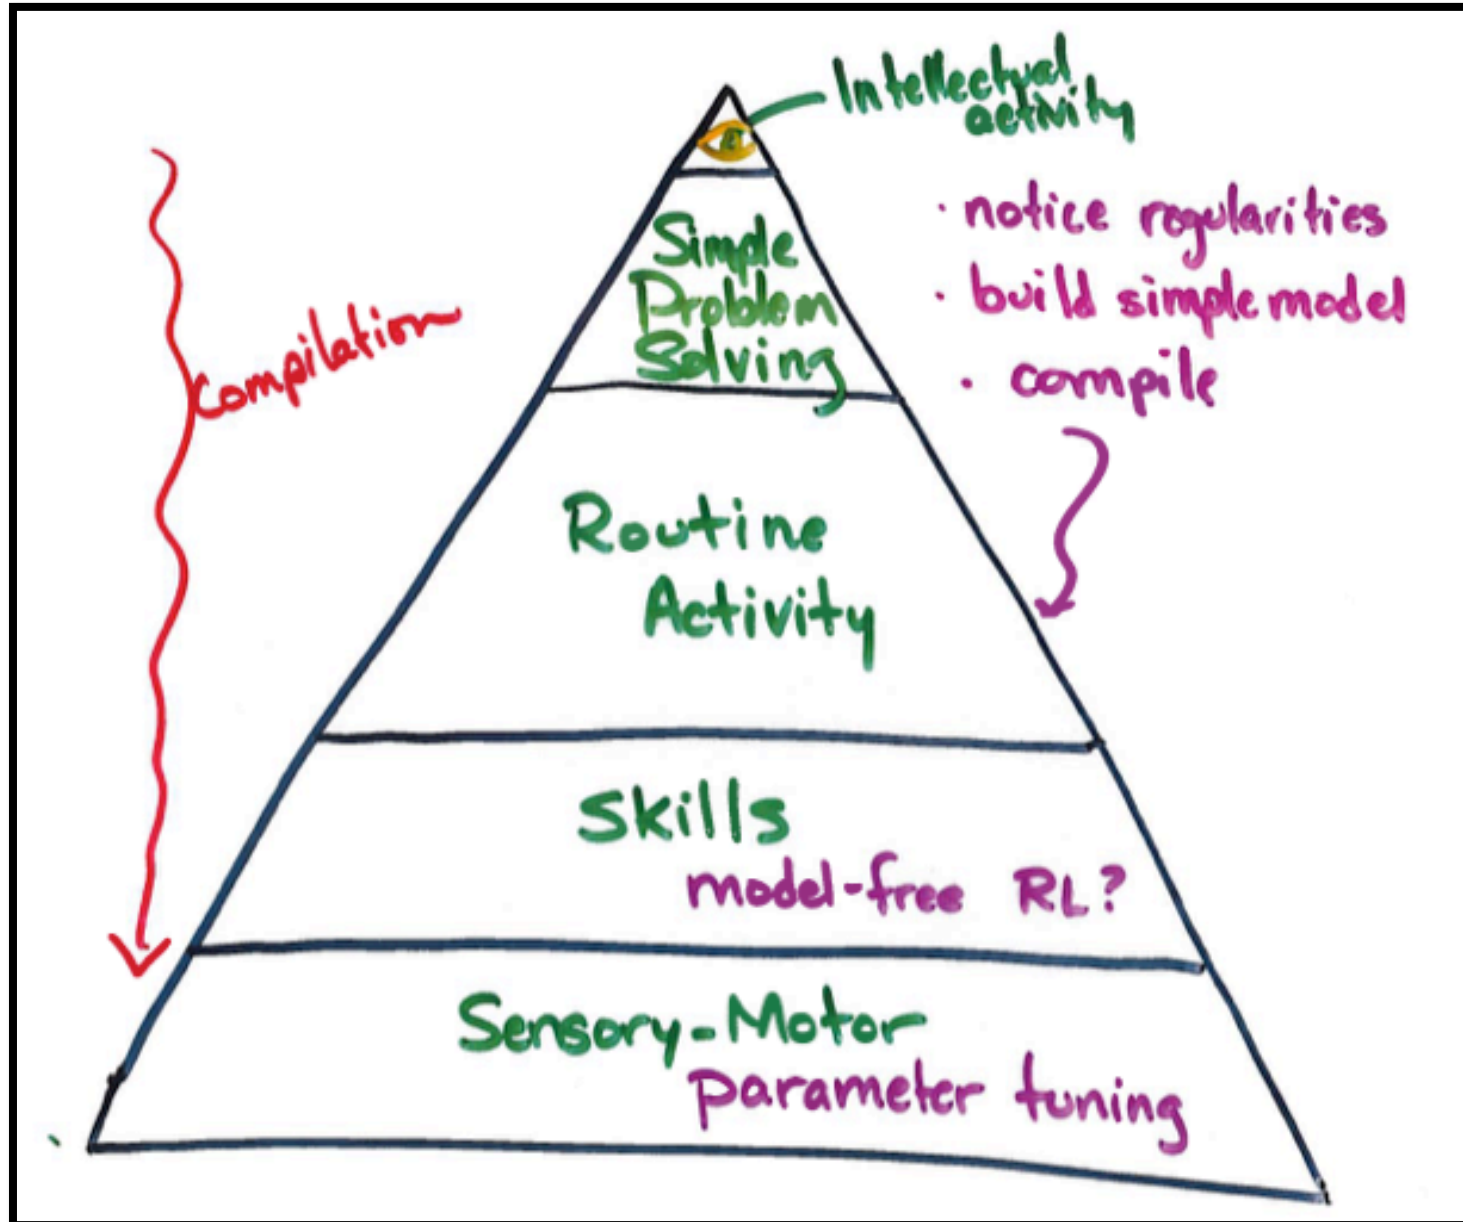 Intellectual
activity
Simple
Problem
Solving
Compilation
· notice regularities
· build simple model
· compile
Routine
Activity
Skills
model-free RL?
Sensory-Motor
parameter tuning